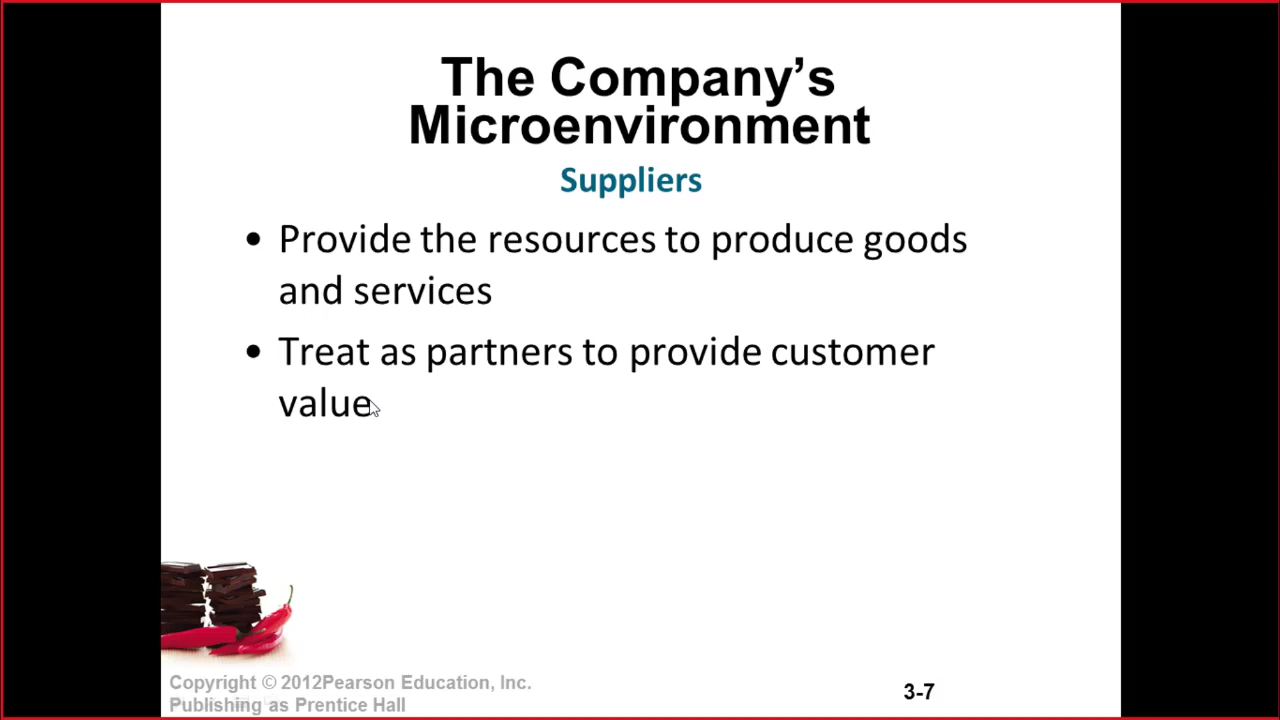 The Company’s
Microenvironment
Suppliers
• Provide the resources to produce goods
and services
• Treat as partners to provide customer
value
Copyright © 2012Pearson Education, Inc.
Publishing as Prentice Hall
3-7